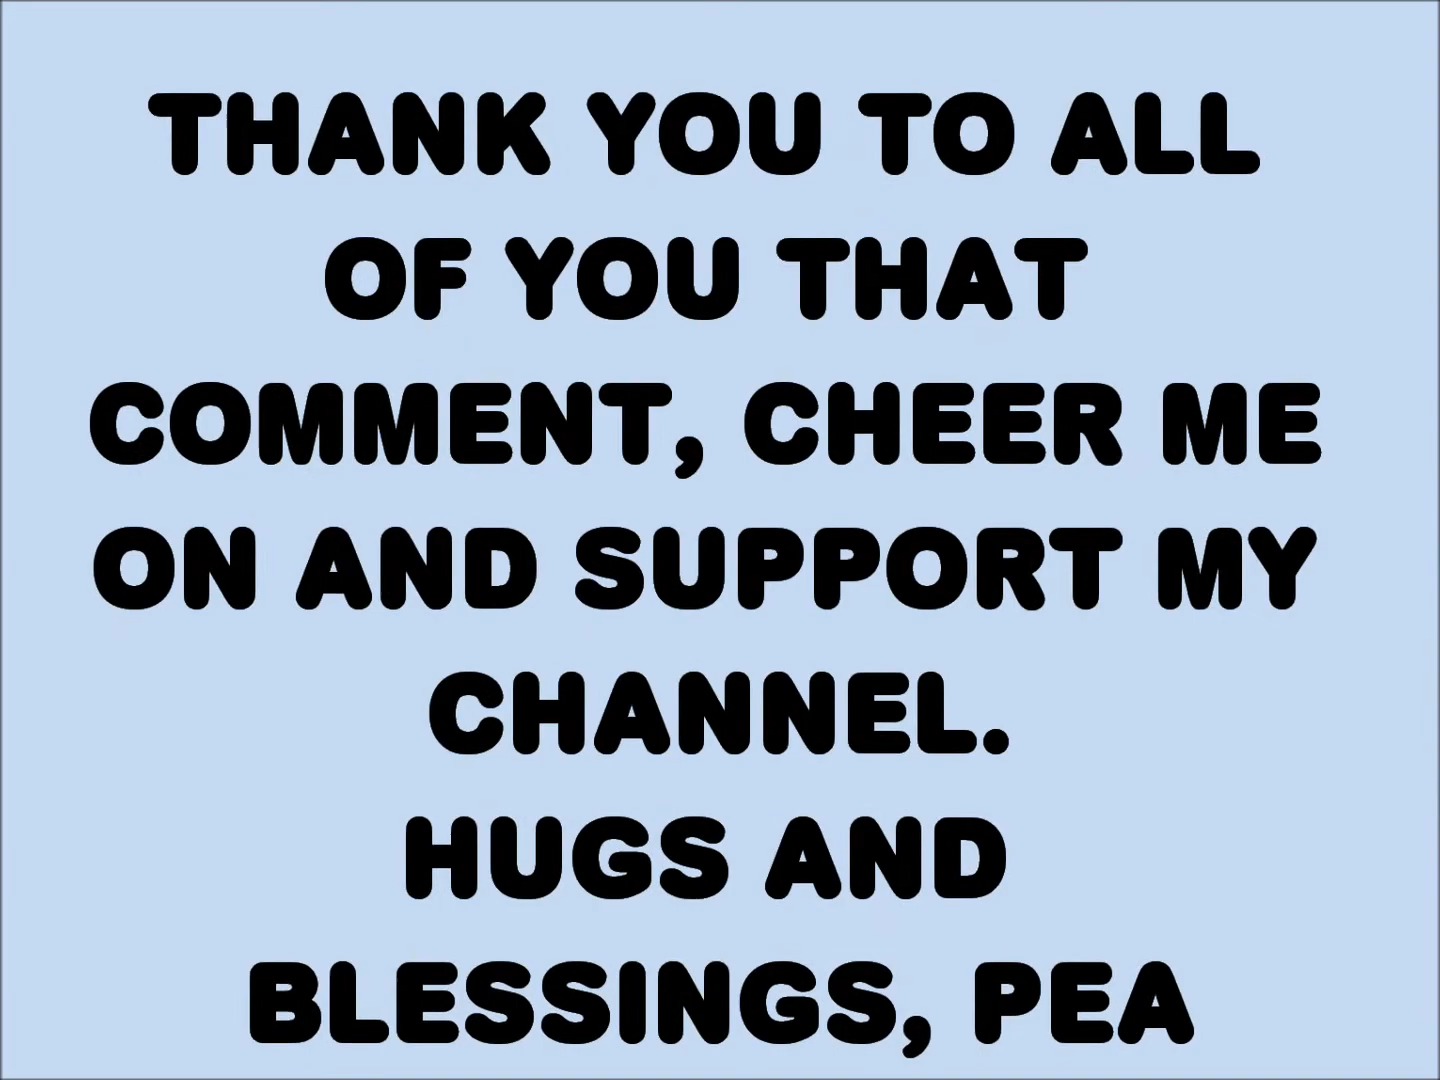 THANK YOU TO ALL
OF YOU THAT
COMMENT, CHEER ME
ON AND SUPPORT MY
CHANNEL.
HUGS AND
BLESSINGS, PEA